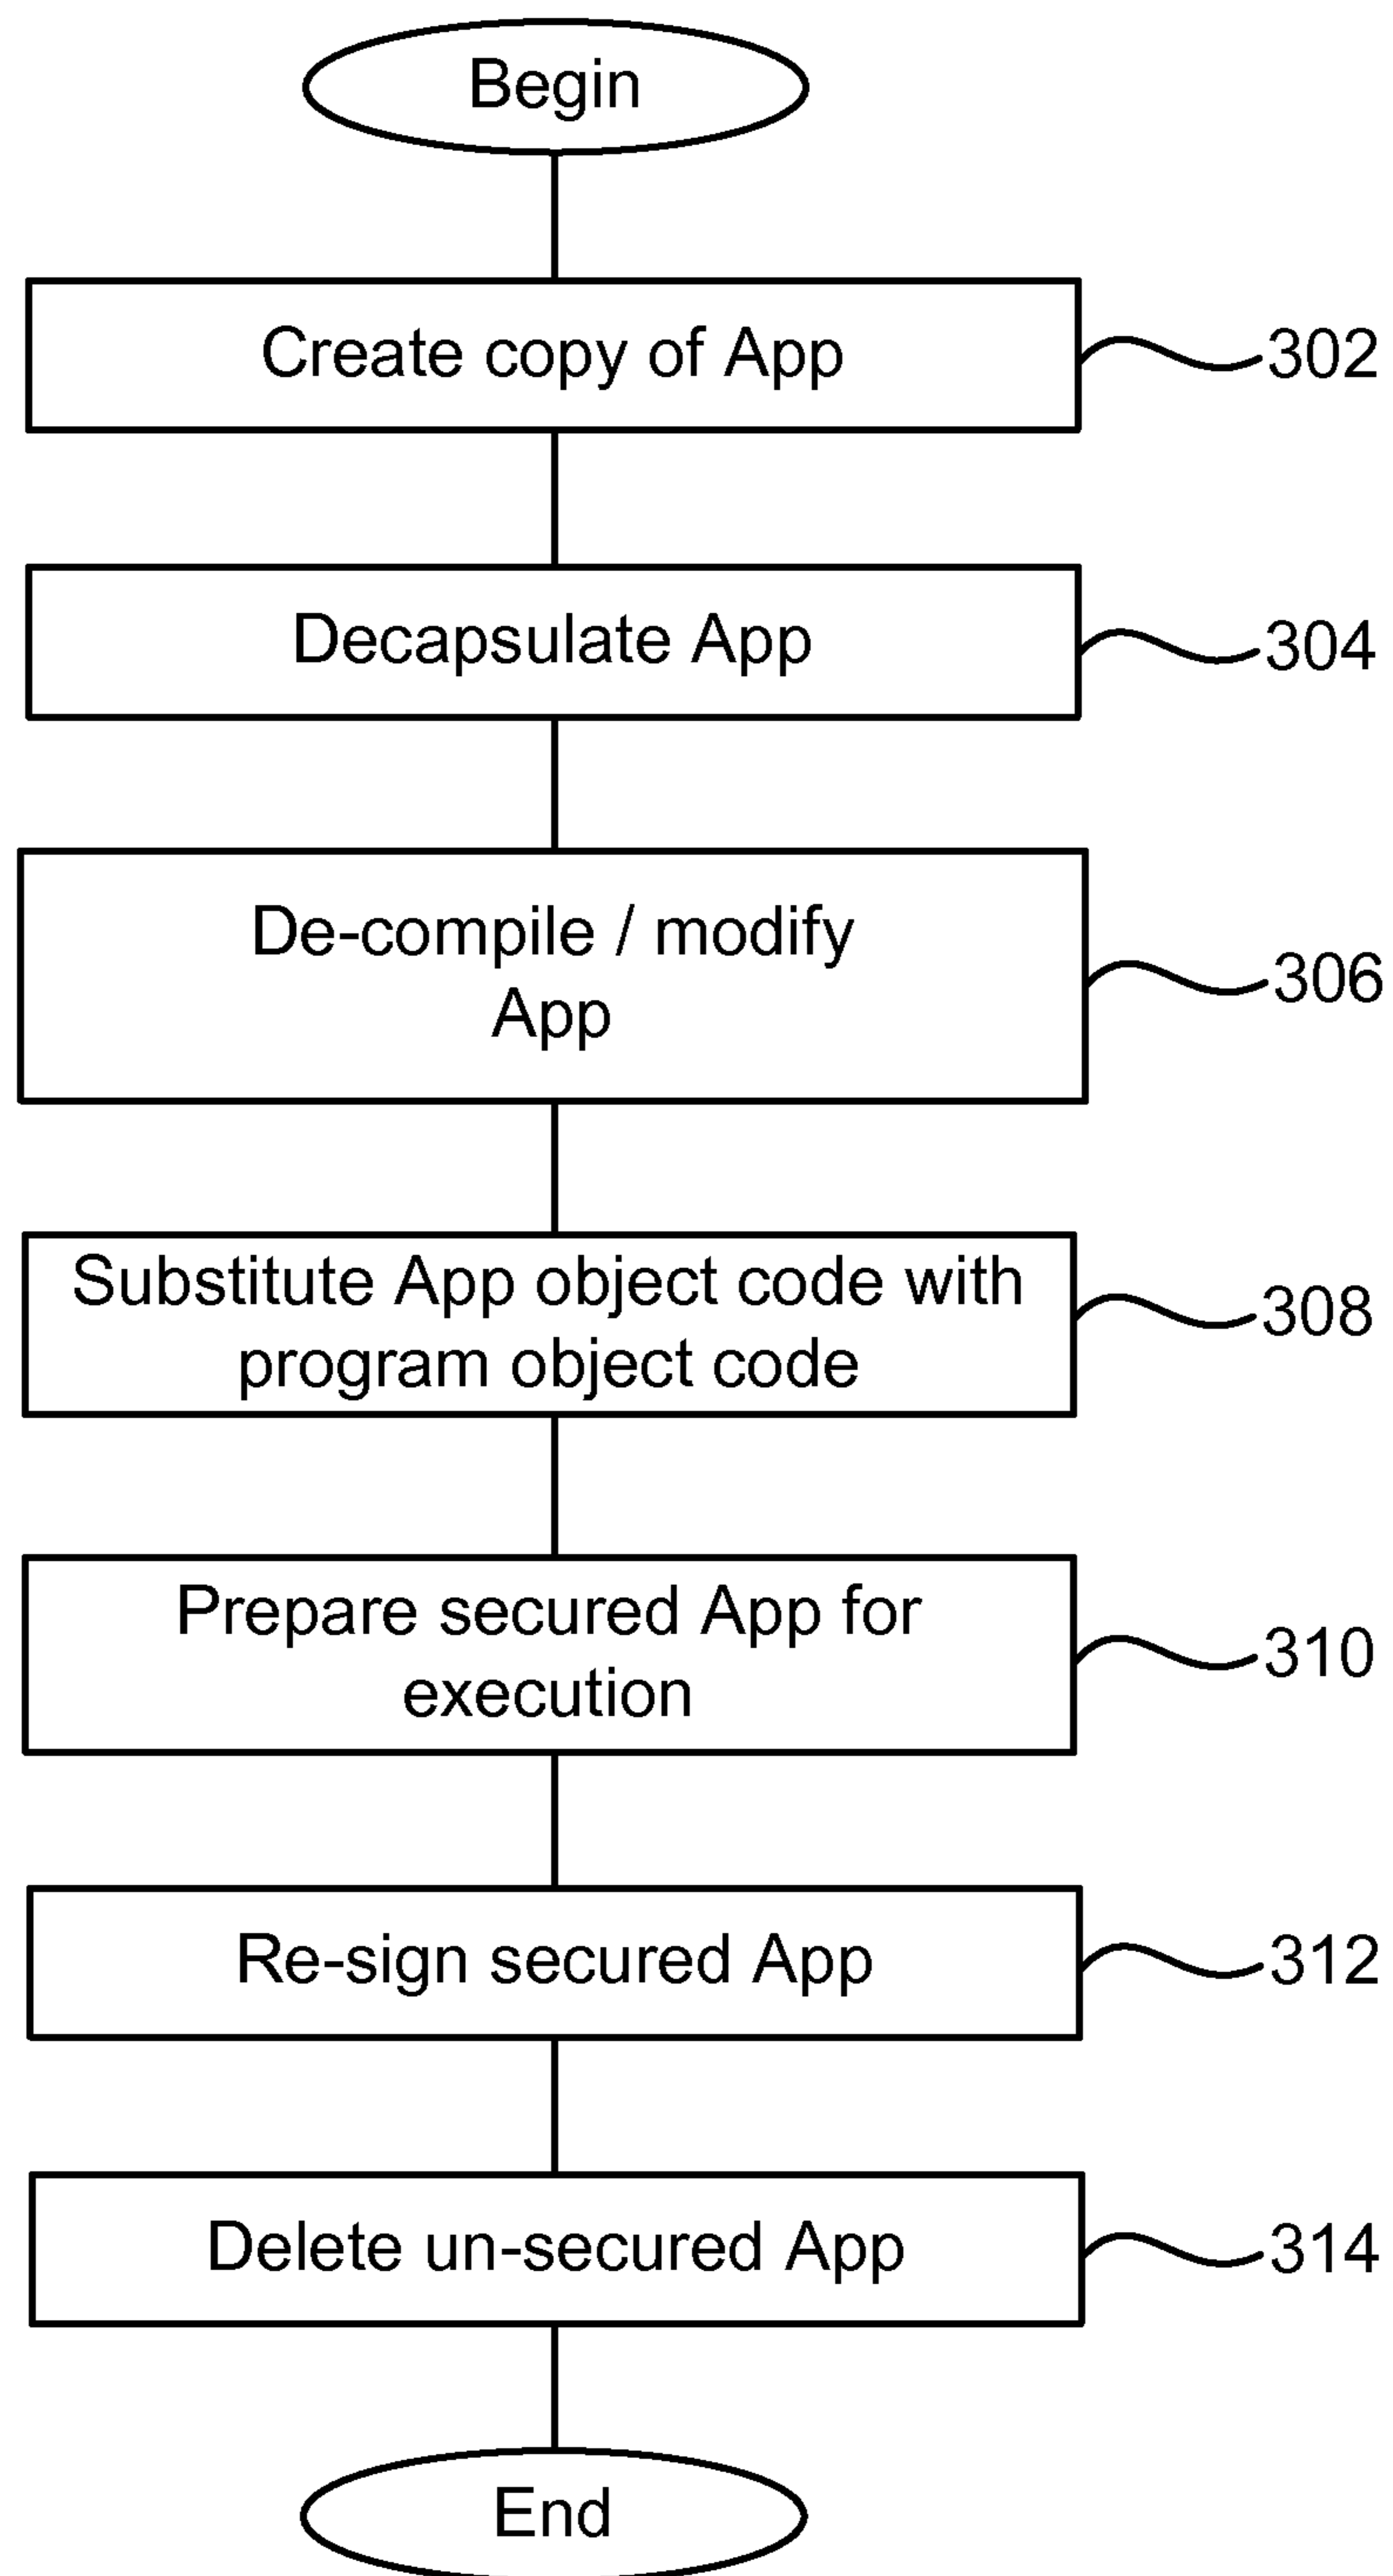 Begin
Create copy of App
302
Decapsulate App
304
De-compile / modify
App
306
Substitute App object code with
program object code
308
Prepare secured App for
execution
310
Re-sign secured App
312
Delete un-secured App
314
End